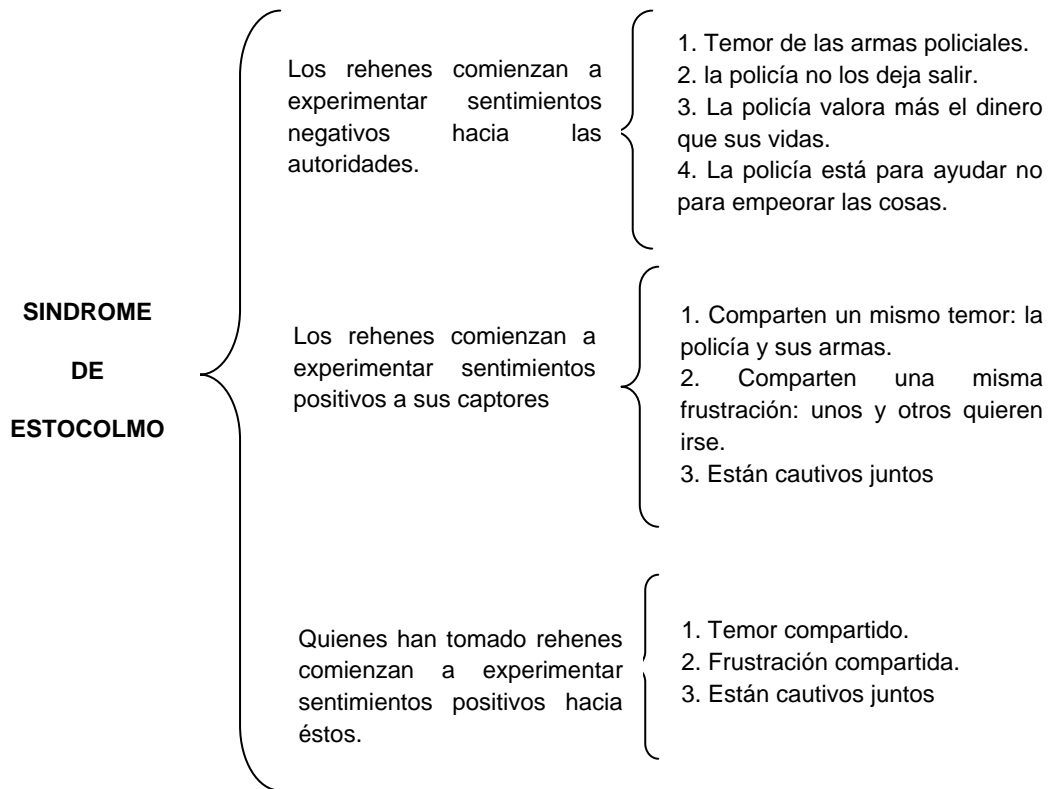 SINDROME
DE
ESTOCOLMO
Los rehenes comienzan a
experimentar sentimientos
negativos hacia las
autoridades.
1. Temor de las armas policiales.
2. la policía no los deja salir.
3. La policía valora más el dinero
que sus vidas.
4. La policía está para ayudar no
para empeorar las cosas.
Los rehenes comienzan a
experimentar sentimientos
positivos a sus captores
1. Comparten un mismo temor: la
policía y sus armas.
2. Comparten una misma
frustración: unos y otros quieren
irse.
3. Están cautivos juntos
Quienes han tomado rehenes
comienzan a experimentar
sentimientos positivos hacia
éstos.
1. Temor compartido.
2. Frustración compartida.
3. Están cautivos juntos